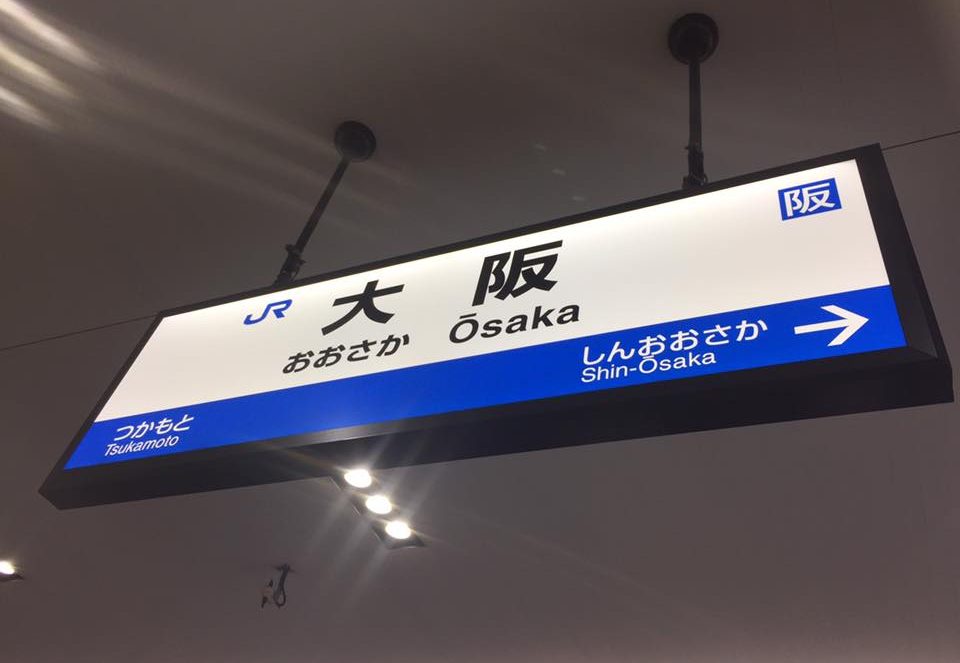 阪
JR 大阪
おおさか Ōsaka
しんおおさか →
Shin-Ōsaka
つかもと
Tsukamoto